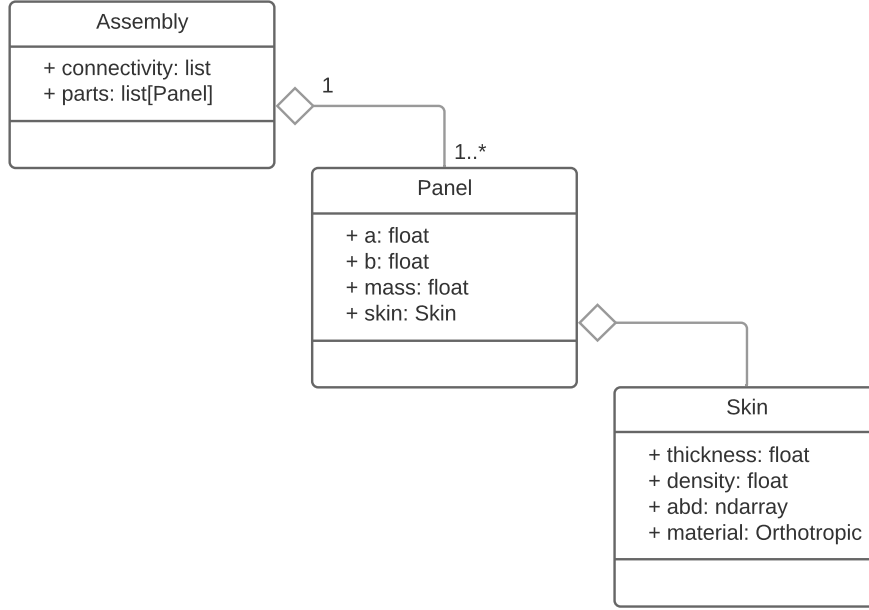 Assembly
+ connectivity: list
+ parts: list[Panel]
1
1..*
Panel
+ a: float
+ b: float
+ mass: float
+ skin: Skin
Skin
+ thickness: float
+ density: float
+ abd: ndarray
+ material: Orthotropic